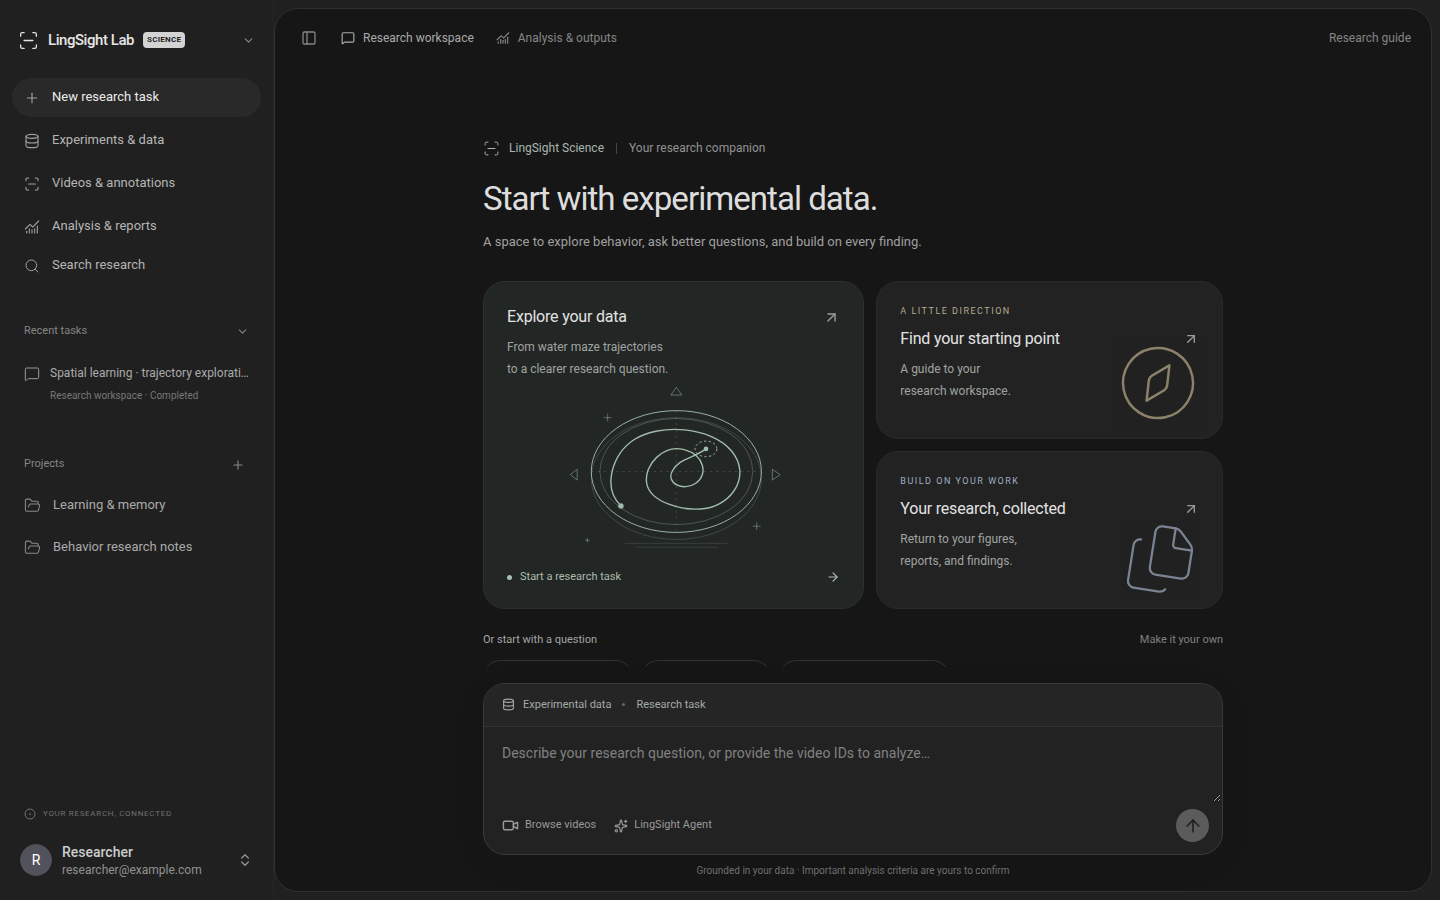 LingSight Lab SCIENCE
New research task
Experiments & data
Videos & annotations
Analysis & reports
Search research
Recent tasks
Spatial learning · trajectory explorati…
Research workspace · Completed
Projects
Learning & memory
Behavior research notes
YOUR RESEARCH, CONNECTED
R
Researcher
researcher@example.com
Research workspace
Analysis & outputs
Research guide
LingSight Science | Your research companion
Start with experimental data.
A space to explore behavior, ask better questions, and build on every finding.
Explore your data
From water maze trajectories
to a clearer research question.
Start a research task
A LITTLE DIRECTION
Find your starting point
A guide to your
research workspace.
BUILD ON YOUR WORK
Your research, collected
Return to your figures,
reports, and findings.
Or start with a question
Make it your own
Experimental data • Research task
Describe your research question, or provide the video IDs to analyze…
Browse videos
LingSight Agent
Grounded in your data · Important analysis criteria are yours to confirm